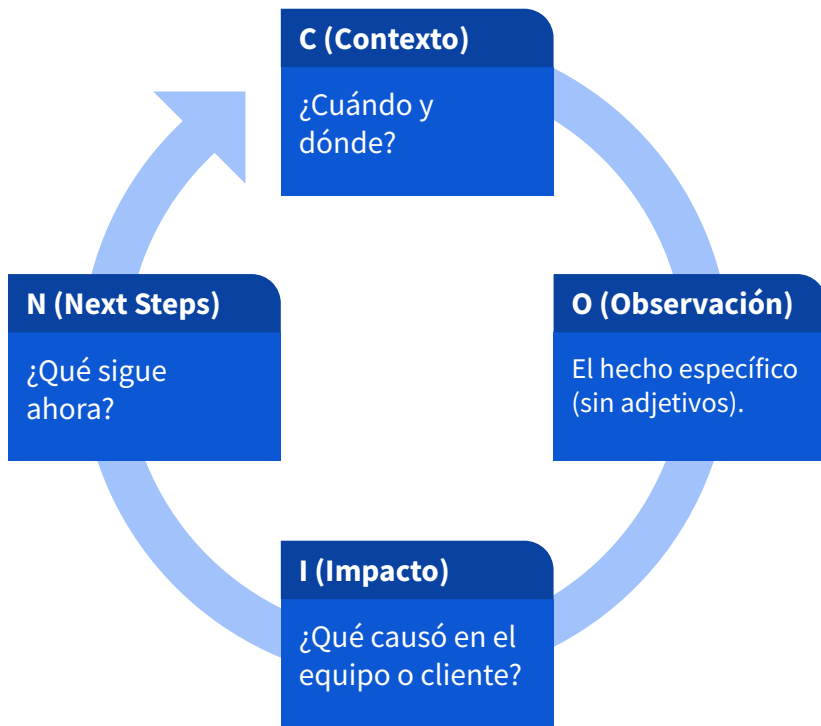 C (Contexto)
¿Cuándo y
dónde?
N (Next Steps)
¿Qué sigue
ahora?
O (Observación)
El hecho específico
(sin adjetivos).
I (Impacto)
¿Qué causó en el
equipo o cliente?